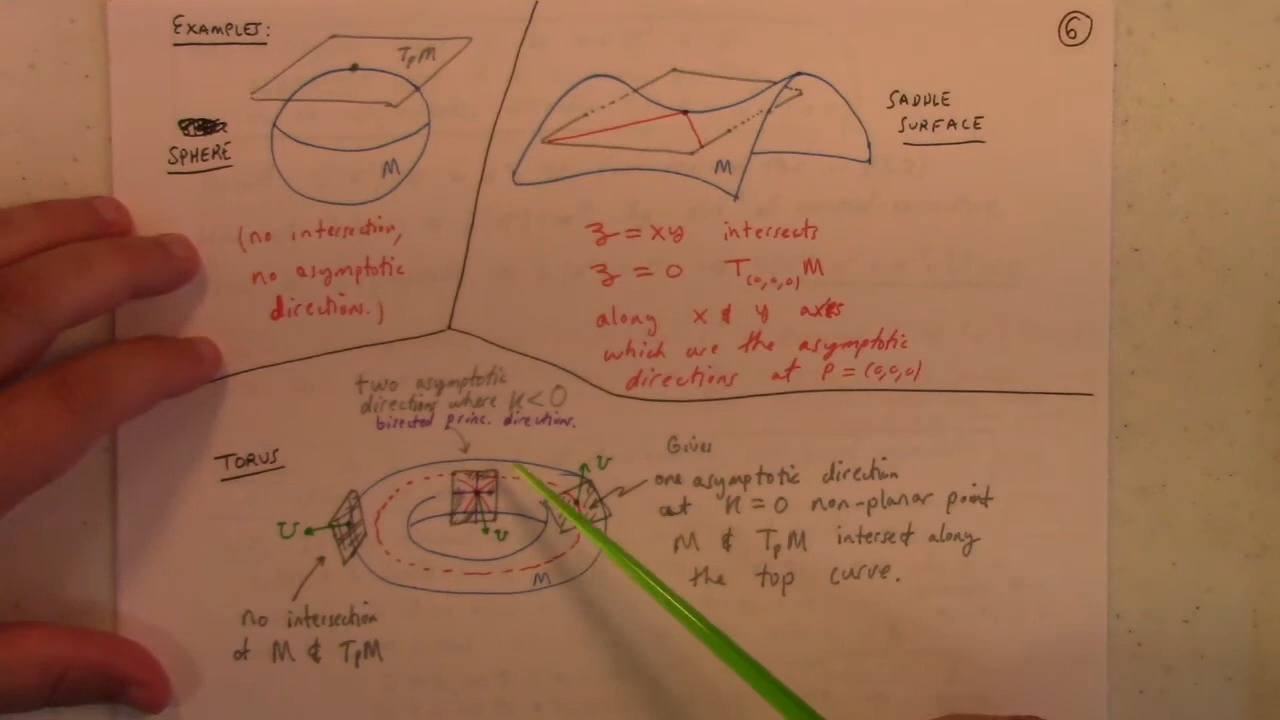 EXAMPLES:
6
TpM
M
SPHERE
(no intersection,
no asymptotic
directions.)
M
SADDLE
SURFACE
z = xy intersects
z = 0 T(0,0,0)M
along x & y axes
which are the asymptotic
directions at P = (0,0,0)
two asymptotic
directions where K<0
bisected princ. directions.
TORUS
U
U
U
M
no intersection
of M & TpM
Gives
one asymptotic direction
at K = 0 non-planar point
M & TpM intersect along
the top curve.